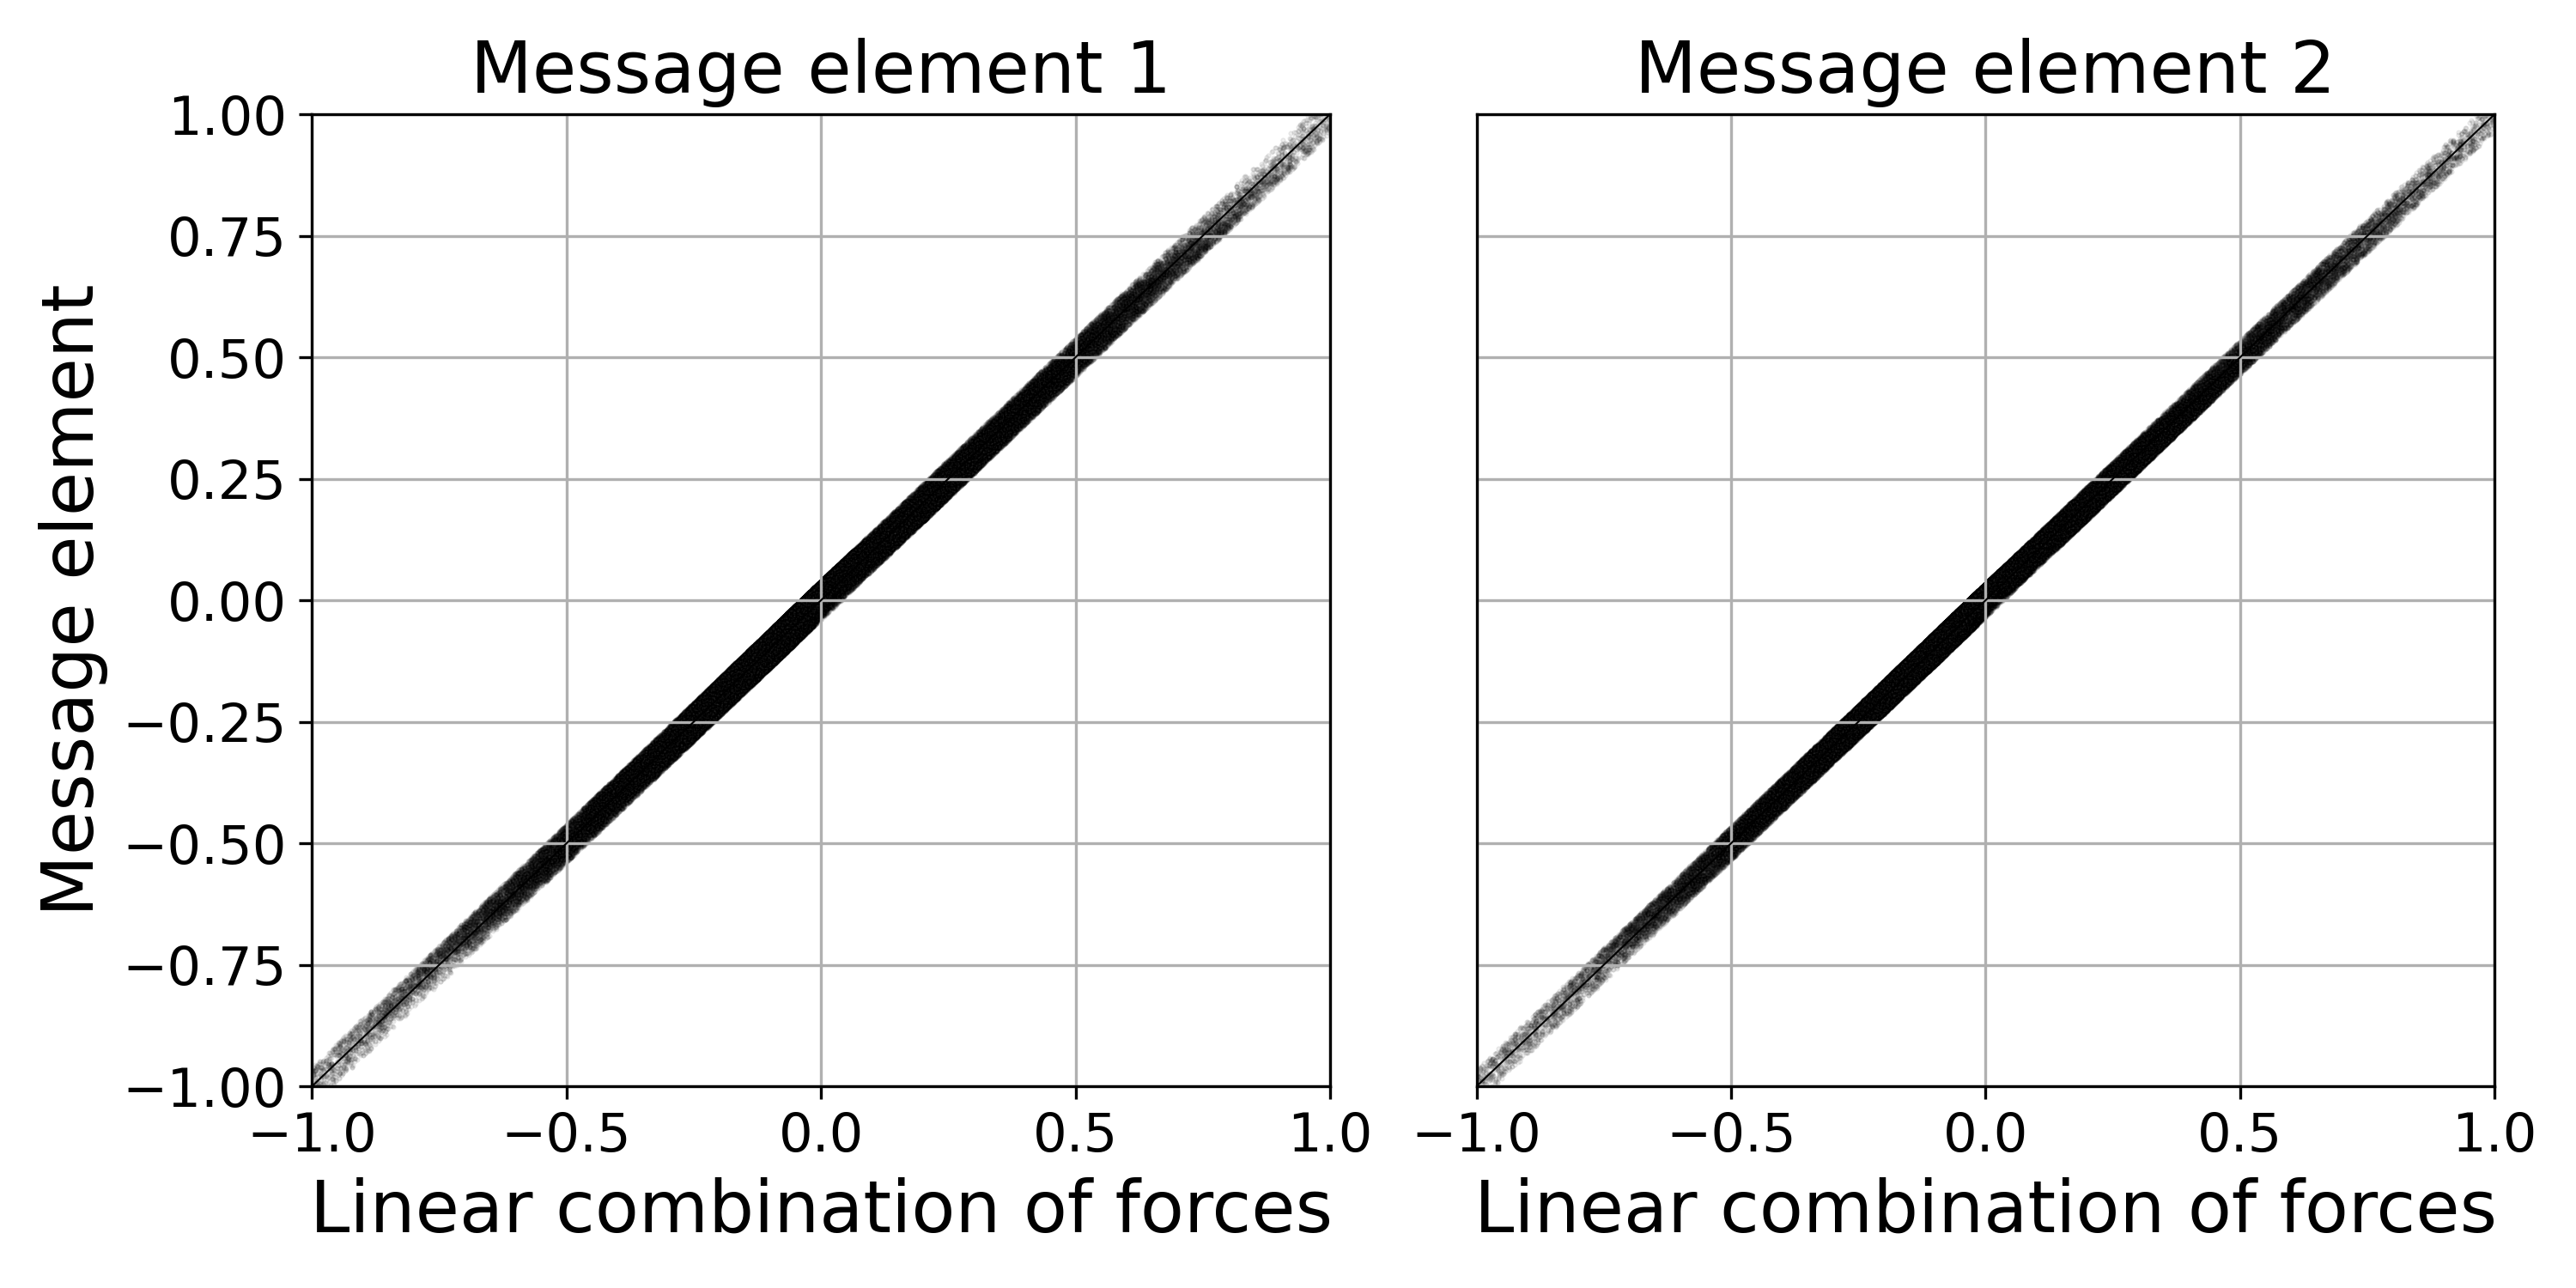 Message element 1
Message element 2
Message element
1.00
0.75
0.50
0.25
0.00
−0.25
−0.50
−0.75
−1.00
−1.0 −0.5 0.0 0.5 1.0
−1.0 −0.5 0.0 0.5 1.0
Linear combination of forces
Linear combination of forces